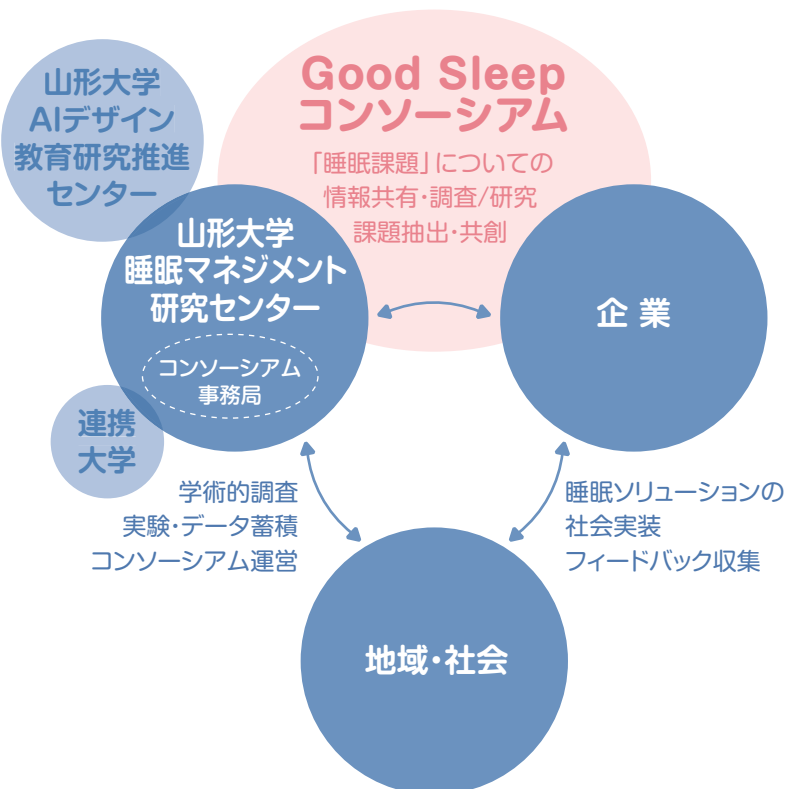 山形大学
AIデザイン
教育研究推進
センター
Good Sleep
コンソーシアム
「睡眠課題」についての
情報共有・調査/研究
課題抽出・共創
山形大学
睡眠マネジメント
研究センター
コンソーシアム
事務局
企業
連携
大学
学術的調査
実験・データ蓄積
コンソーシアム運営
睡眠ソリューションの
社会実装
フィードバック収集
地域・社会